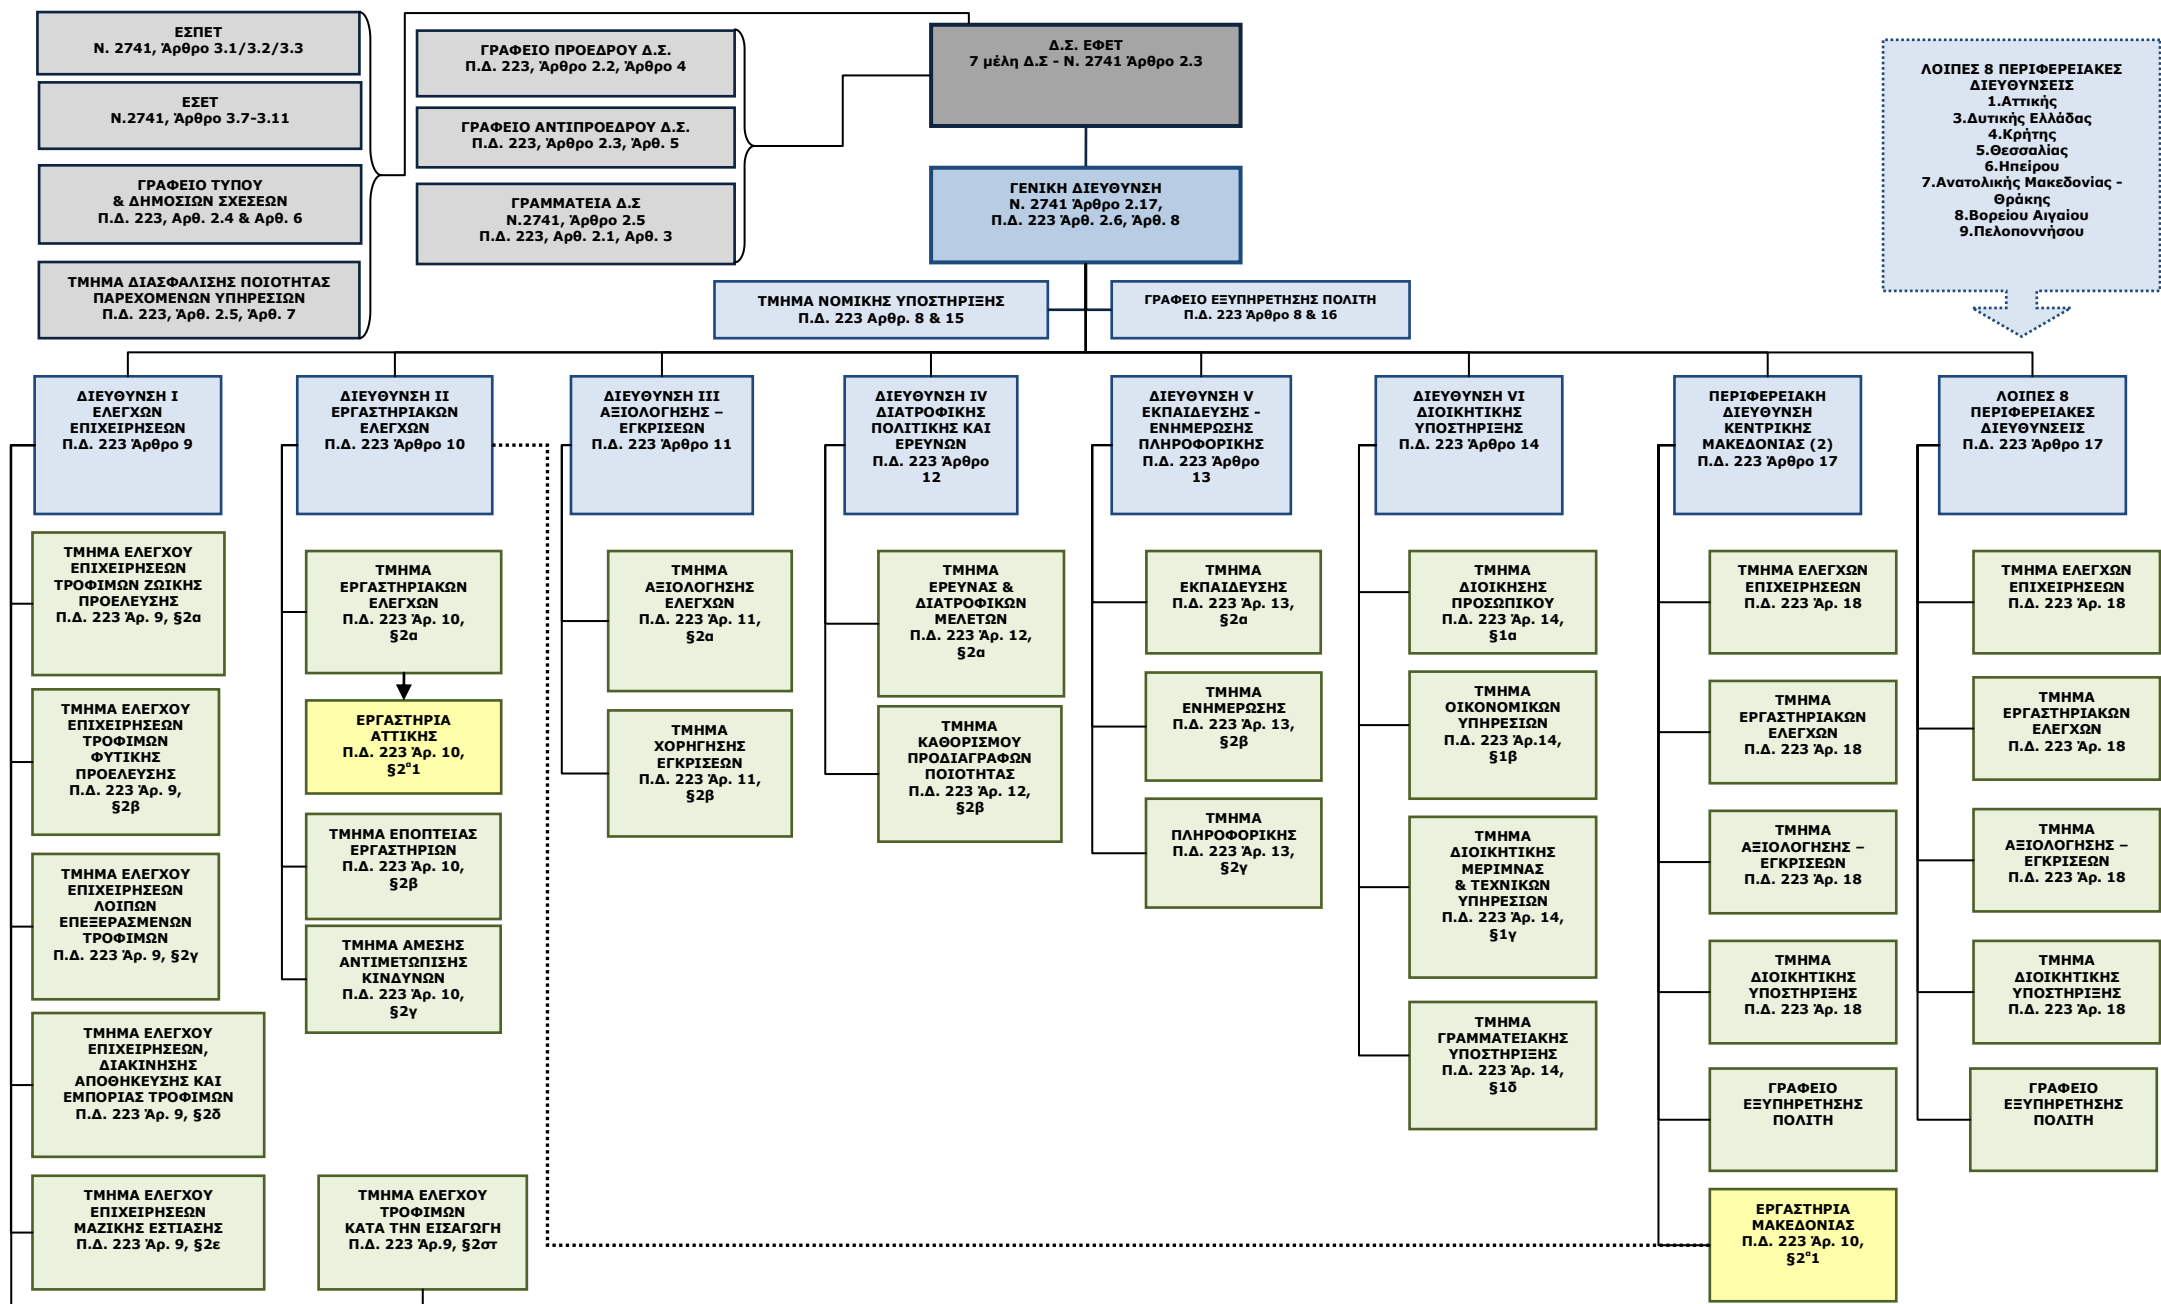 ΕΣΠΕΤ
Ν. 2741, Άρθρο 3.1/3.2/3.3
ΕΣΕΤ
Ν.2741, Άρθρο 3.7-3.11
ΓΡΑΦΕΙΟ ΤΥΠΟΥ
& ΔΗΜΟΣΙΩΝ ΣΧΕΣΕΩΝ
Π.Δ. 223, Αρθ. 2.4 & Αρθ. 6
ΤΜΗΜΑ ΔΙΑΣΦΑΛΙΣΗΣ ΠΟΙΟΤΗΤΑΣ
ΠΑΡΕΧΟΜΕΝΩΝ ΥΠΗΡΕΣΙΩΝ
Π.Δ. 223, Άρθ. 2.5, Άρθ. 7
ΓΡΑΦΕΙΟ ΠΡΟΕΔΡΟΥ Δ.Σ.
Π.Δ. 223, Άρθρο 2.2, Άρθρο 4
ΓΡΑΦΕΙΟ ΑΝΤΙΠΡΟΕΔΡΟΥ Δ.Σ.
Π.Δ. 223, Άρθρο 2.3, Άρθ. 5
ΓΡΑΜΜΑΤΕΙΑ Δ.Σ
Ν.2741, Άρθρο 2.5
Π.Δ. 223, Αρθ. 2.1, Αρθ. 3
Δ.Σ. ΕΦΕΤ
7 μέλη Δ.Σ - Ν. 2741 Άρθρο 2.3
ΓΕΝΙΚΗ ΔΙΕΥΘΥΝΣΗ
Ν. 2741 Άρθρο 2.17,
Π.Δ. 223 Άρθ. 2.6, Άρθ. 8
ΤΜΗΜΑ ΝΟΜΙΚΗΣ ΥΠΟΣΤΗΡΙΞΗΣ
Π.Δ. 223 Αρθρ. 8 & 15
ΓΡΑΦΕΙΟ ΕΞΥΠΗΡΕΤΗΣΗΣ ΠΟΛΙΤΗ
Π.Δ. 223 Άρθρο 8 & 16
ΛΟΙΠΕΣ 8 ΠΕΡΙΦΕΡΕΙΑΚΕΣ
ΔΙΕΥΘΥΝΣΕΙΣ
1.Αττικής
3.Δυτικής Ελλάδας
4.Κρήτης
5.Θεσσαλίας
6.Ηπείρου
7.Ανατολικής Μακεδονίας -
Θράκης
8.Βορείου Αιγαίου
9.Πελοποννήσου
ΔΙΕΥΘΥΝΣΗ Ι
ΕΛΕΓΧΩΝ
ΕΠΙΧΕΙΡΗΣΕΩΝ
Π.Δ. 223 Άρθρο 9
ΔΙΕΥΘΥΝΣΗ ΙΙ
ΕΡΓΑΣΤΗΡΙΑΚΩΝ
ΕΛΕΓΧΩΝ
Π.Δ. 223 Άρθρο 10
ΔΙΕΥΘΥΝΣΗ ΙΙΙ
ΑΞΙΟΛΟΓΗΣΗΣ –
ΕΓΚΡΙΣΕΩΝ
Π.Δ. 223 Άρθρο 11
ΔΙΕΥΘΥΝΣΗ IV
ΔΙΑΤΡΟΦΙΚΗΣ
ΠΟΛΙΤΙΚΗΣ ΚΑΙ
ΕΡΕΥΝΩΝ
Π.Δ. 223 Άρθρο
12
ΔΙΕΥΘΥΝΣΗ V
ΕΚΠΑΙΔΕΥΣΗΣ -
ΕΝΗΜΕΡΩΣΗΣ
ΠΛΗΡΟΦΟΡΙΚΗΣ
Π.Δ. 223 Άρθρο
13
ΔΙΕΥΘΥΝΣΗ VI
ΔΙΟΙΚΗΤΙΚΗΣ
ΥΠΟΣΤΗΡΙΞΗΣ
Π.Δ. 223 Άρθρο 14
ΠΕΡΙΦΕΡΕΙΑΚΗ
ΔΙΕΥΘΥΝΣΗ
ΚΕΝΤΡΙΚΗΣ
ΜΑΚΕΔΟΝΙΑΣ (2)
Π.Δ. 223 Άρθρο 17
ΛΟΙΠΕΣ 8
ΠΕΡΙΦΕΡΕΙΑΚΕΣ
ΔΙΕΥΘΥΝΣΕΙΣ
Π.Δ. 223 Άρθρο 17
ΤΜΗΜΑ ΕΛΕΓΧΟΥ
ΕΠΙΧΕΙΡΗΣΕΩΝ
ΤΡΟΦΙΜΩΝ ΖΩΙΚΗΣ
ΠΡΟΕΛΕΥΣΗΣ
Π.Δ. 223 Άρ. 9, §2α
ΤΜΗΜΑ ΕΛΕΓΧΟΥ
ΕΠΙΧΕΙΡΗΣΕΩΝ
ΤΡΟΦΙΜΩΝ
ΦΥΤΙΚΗΣ
ΠΡΟΕΛΕΥΣΗΣ
Π.Δ. 223 Άρ. 9,
§2β
ΤΜΗΜΑ ΕΛΕΓΧΟΥ
ΕΠΙΧΕΙΡΗΣΕΩΝ
ΛΟΙΠΩΝ
ΕΠΕΞΕΡΑΣΜΕΝΩΝ
ΤΡΟΦΙΜΩΝ
Π.Δ. 223 Άρ. 9, §2γ
ΤΜΗΜΑ ΕΛΕΓΧΟΥ
ΕΠΙΧΕΙΡΗΣΕΩΝ,
ΔΙΑΚΙΝΗΣΗΣ
ΑΠΟΘΗΚΕΥΣΗΣ ΚΑΙ
ΕΜΠΟΡΙΑΣ ΤΡΟΦΙΜΩΝ
Π.Δ. 223 Άρ. 9, §2δ
ΤΜΗΜΑ ΕΛΕΓΧΟΥ
ΕΠΙΧΕΙΡΗΣΕΩΝ
ΜΑΖΙΚΗΣ ΕΣΤΙΑΣΗΣ
Π.Δ. 223 Άρ. 9, §2ε
ΤΜΗΜΑ ΕΛΕΓΧΟΥ
ΤΡΟΦΙΜΩΝ
ΚΑΤΑ ΤΗΝ ΕΙΣΑΓΩΓΗ
Π.Δ. 223 Άρ.9, §2στ
ΤΜΗΜΑ
ΕΡΓΑΣΤΗΡΙΑΚΩΝ
ΕΛΕΓΧΩΝ
Π.Δ. 223 Άρ. 10,
§2α
ΕΡΓΑΣΤΗΡΙΑ
ΑΤΤΙΚΗΣ
Π.Δ. 223 Άρ. 10,
§2α1
ΤΜΗΜΑ ΕΠΟΠΤΕΙΑΣ
ΕΡΓΑΣΤΗΡΙΩΝ
Π.Δ. 223 Άρ. 10,
§2β
ΤΜΗΜΑ ΑΜΕΣΗΣ
ΑΝΤΙΜΕΤΩΠΙΣΗΣ
ΚΙΝΔΥΝΩΝ
Π.Δ. 223 Άρ. 10,
§2γ
ΤΜΗΜΑ
ΑΞΙΟΛΟΓΗΣΗΣ
ΕΛΕΓΧΩΝ
Π.Δ. 223 Άρ. 11,
§2α
ΤΜΗΜΑ
ΧΟΡΗΓΗΣΗΣ
ΕΓΚΡΙΣΕΩΝ
Π.Δ. 223 Άρ. 11,
§2β
ΤΜΗΜΑ
ΕΡΕΥΝΑΣ &
ΔΙΑΤΡΟΦΙΚΩΝ
ΜΕΛΕΤΩΝ
Π.Δ. 223 Άρ. 12,
§2α
ΤΜΗΜΑ
ΚΑΘΟΡΙΣΜΟΥ
ΠΡΟΔΙΑΓΡΑΦΩΝ
ΠΟΙΟΤΗΤΑΣ
Π.Δ. 223 Άρ. 12,
§2β
ΤΜΗΜΑ
ΕΚΠΑΙΔΕΥΣΗΣ
Π.Δ. 223 Άρ. 13,
§2α
ΤΜΗΜΑ
ΕΝΗΜΕΡΩΣΗΣ
Π.Δ. 223 Άρ. 13,
§2β
ΤΜΗΜΑ
ΠΛΗΡΟΦΟΡΙΚΗΣ
Π.Δ. 223 Άρ. 13,
§2γ
ΤΜΗΜΑ
ΔΙΟΙΚΗΣΗΣ
ΠΡΟΣΩΠΙΚΟΥ
Π.Δ. 223 Άρ. 14,
§1α
ΤΜΗΜΑ
ΟΙΚΟΝΟΜΙΚΩΝ
ΥΠΗΡΕΣΙΩΝ
Π.Δ. 223 Άρ.14,
§1β
ΤΜΗΜΑ
ΔΙΟΙΚΗΤΙΚΗΣ
ΜΕΡΙΜΝΑΣ
& ΤΕΧΝΙΚΩΝ
ΥΠΗΡΕΣΙΩΝ
Π.Δ. 223 Άρ. 14,
§1γ
ΤΜΗΜΑ
ΓΡΑΜΜΑΤΕΙΑΚΗΣ
ΥΠΟΣΤΗΡΙΞΗΣ
Π.Δ. 223 Άρ. 14,
§1δ
ΤΜΗΜΑ ΕΛΕΓΧΩΝ
ΕΠΙΧΕΙΡΗΣΕΩΝ
Π.Δ. 223 Άρ. 18
ΤΜΗΜΑ
ΕΡΓΑΣΤΗΡΙΑΚΩΝ
ΕΛΕΓΧΩΝ
Π.Δ. 223 Άρ. 18
ΤΜΗΜΑ
ΑΞΙΟΛΟΓΗΣΗΣ –
ΕΓΚΡΙΣΕΩΝ
Π.Δ. 223 Άρ. 18
ΤΜΗΜΑ
ΔΙΟΙΚΗΤΙΚΗΣ
ΥΠΟΣΤΗΡΙΞΗΣ
Π.Δ. 223 Άρ. 18
ΓΡΑΦΕΙΟ
ΕΞΥΠΗΡΕΤΗΣΗΣ
ΠΟΛΙΤΗ
ΕΡΓΑΣΤΗΡΙΑ
ΜΑΚΕΔΟΝΙΑΣ
Π.Δ. 223 Άρ. 10,
§2α1
ΤΜΗΜΑ ΕΛΕΓΧΩΝ
ΕΠΙΧΕΙΡΗΣΕΩΝ
Π.Δ. 223 Άρ. 18
ΤΜΗΜΑ
ΕΡΓΑΣΤΗΡΙΑΚΩΝ
ΕΛΕΓΧΩΝ
Π.Δ. 223 Άρ. 18
ΤΜΗΜΑ
ΑΞΙΟΛΟΓΗΣΗΣ –
ΕΓΚΡΙΣΕΩΝ
Π.Δ. 223 Άρ. 18
ΤΜΗΜΑ
ΔΙΟΙΚΗΤΙΚΗΣ
ΥΠΟΣΤΗΡΙΞΗΣ
Π.Δ. 223 Άρ. 18
ΓΡΑΦΕΙΟ
ΕΞΥΠΗΡΕΤΗΣΗΣ
ΠΟΛΙΤΗ